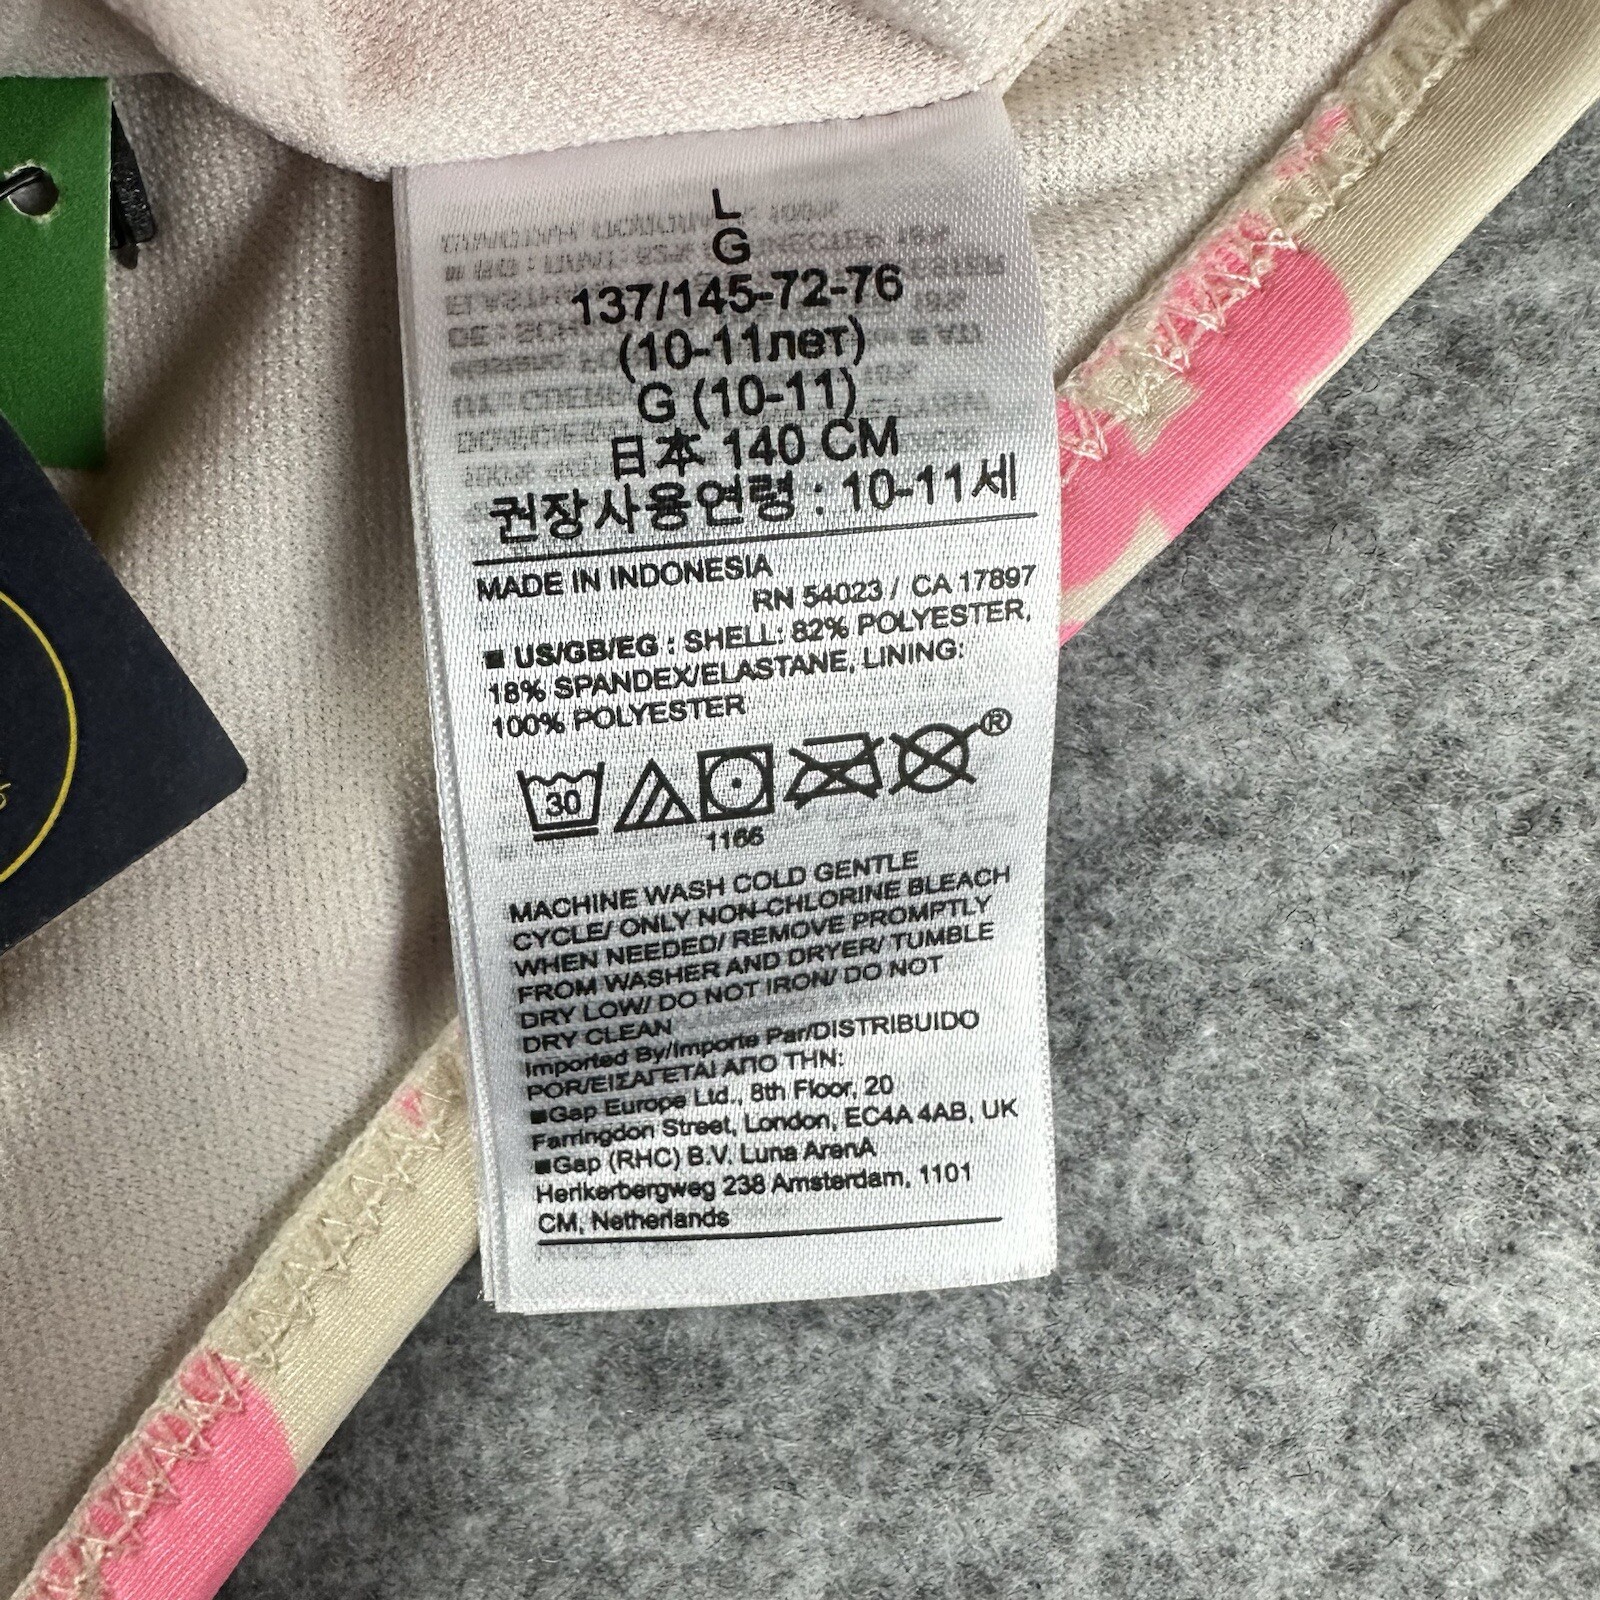 L
G
137/145-72-76
(10-11лет)
G (10-11)
日本 140 CM
권장사용연령 : 10-11세
MADE IN INDONESIA
RN 54023 / CA 17897
■ US/GB/EG : SHELL: 82% POLYESTER,
18% SPANDEX/ELASTANE, LINING:
100% POLYESTER
30
®
1166
MACHINE WASH COLD GENTLE
CYCLE/ ONLY NON-CHLORINE BLEACH
WHEN NEEDED/ REMOVE PROMPTLY
FROM WASHER AND DRYER/ TUMBLE
DRY LOW/ DO NOT IRON/ DO NOT
DRY CLEAN
Imported By/Importe Par/DISTRIBUIDO
POR/ΕΙΣΑΓΕΤΑΙ ΑΠΟ ΤΗΝ:
■Gap Europe Ltd., 8th Floor, 20
Farringdon Street, London, EC4A 4AB, UK
■Gap (RHC) B.V. Luna ArenA
Herikerbergweg 238 Amsterdam, 1101
CM, Netherlands